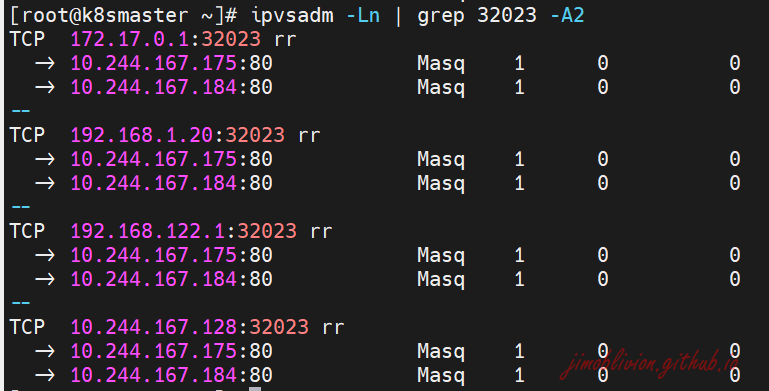 [root@k8smaster ~]# ipvsadm -Ln | grep 32023 -A2
TCP  172.17.0.1:32023 rr
  -> 10.244.167.175:80            Masq    1      0          0
  -> 10.244.167.184:80            Masq    1      0          0
--
TCP  192.168.1.20:32023 rr
  -> 10.244.167.175:80            Masq    1      0          0
  -> 10.244.167.184:80            Masq    1      0          0
--
TCP  192.168.122.1:32023 rr
  -> 10.244.167.175:80            Masq    1      0          0
  -> 10.244.167.184:80            Masq    1      0          0
--
TCP  10.244.167.128:32023 rr
  -> 10.244.167.175:80            Masq    1      0          0
  -> 10.244.167.184:80            Masq    1      0          0
jimoblivion.github.io